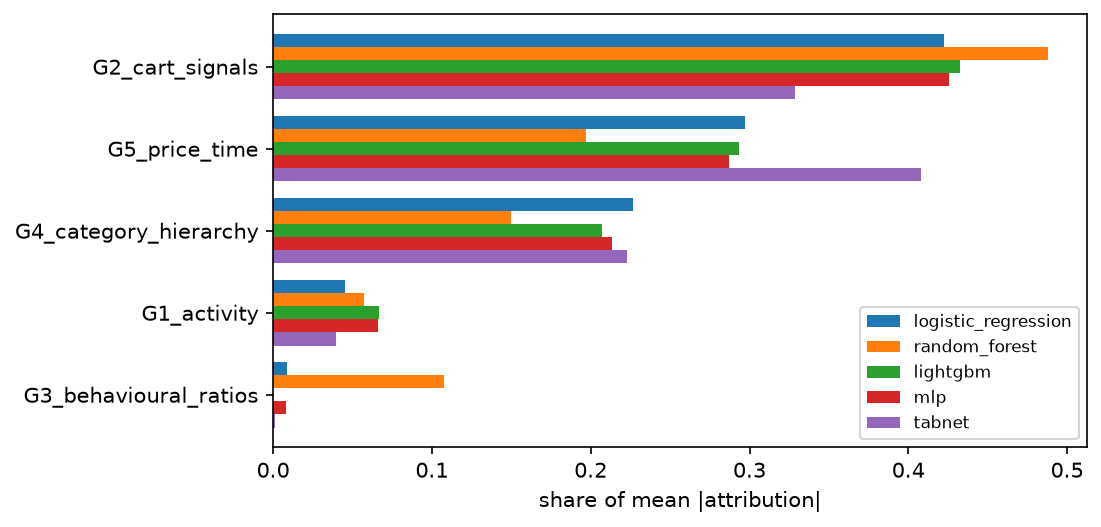 G2_cart_signals
G5_price_time
G4_category_hierarchy
G1_activity
G3_behavioural_ratios
logistic_regression
random_forest
lightgbm
mlp
tabnet
0.0 0.1 0.2 0.3 0.4 0.5
share of mean |attribution|